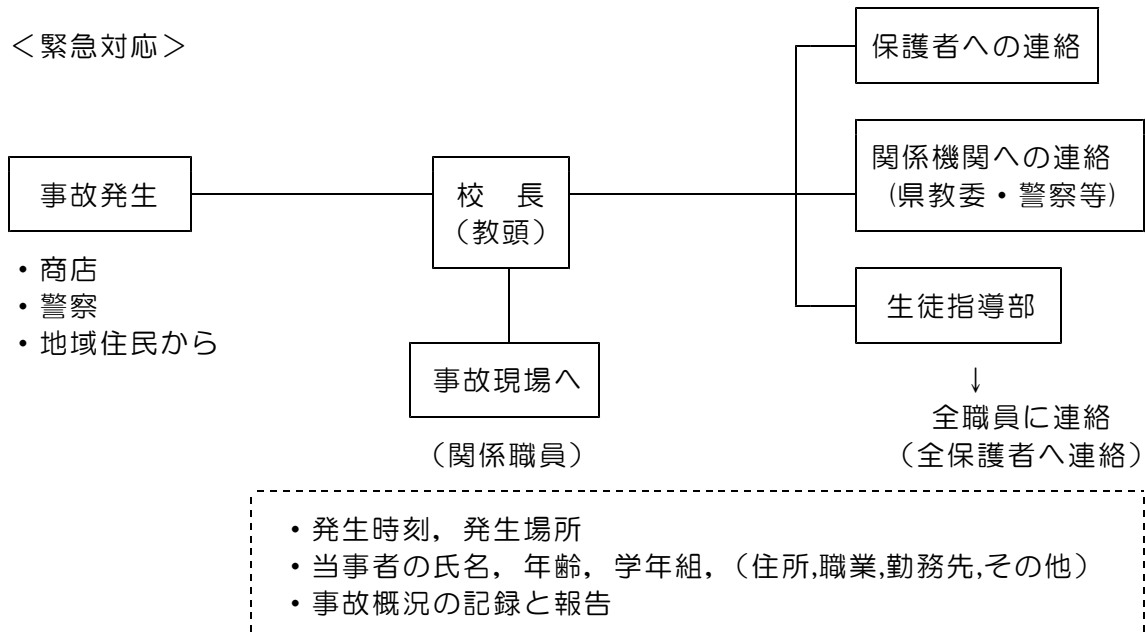 ＜緊急対応＞
保護者への連絡
関係機関への連絡
(県教委・警察等)
事故発生
校　長
（教頭）
・商店
・警察
・地域住民から
生徒指導部
事故現場へ
↓
全職員に連絡
（関係職員）
（全保護者へ連絡）
・発生時刻，発生場所
・当事者の氏名，年齢，学年組，（住所,職業,勤務先,その他）
・事故概況の記録と報告